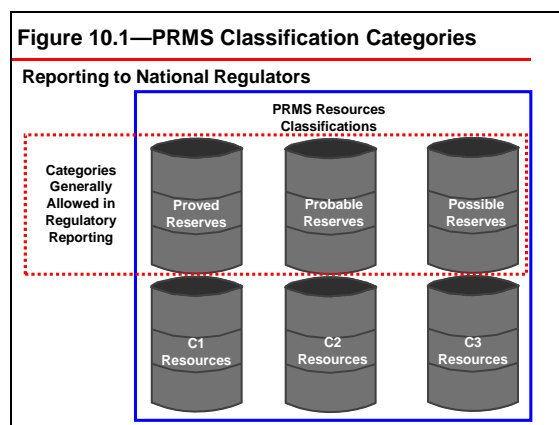 Figure 10.1—PRMS Classification Categories
Reporting to National Regulators
PRMS Resources
Classifications
Categories
Generally
Allowed in
Regulatory
Reporting
Proved
Reserves
Probable
Reserves
Possible
Reserves
C1
Resources
C2
Resources
C3
Resources